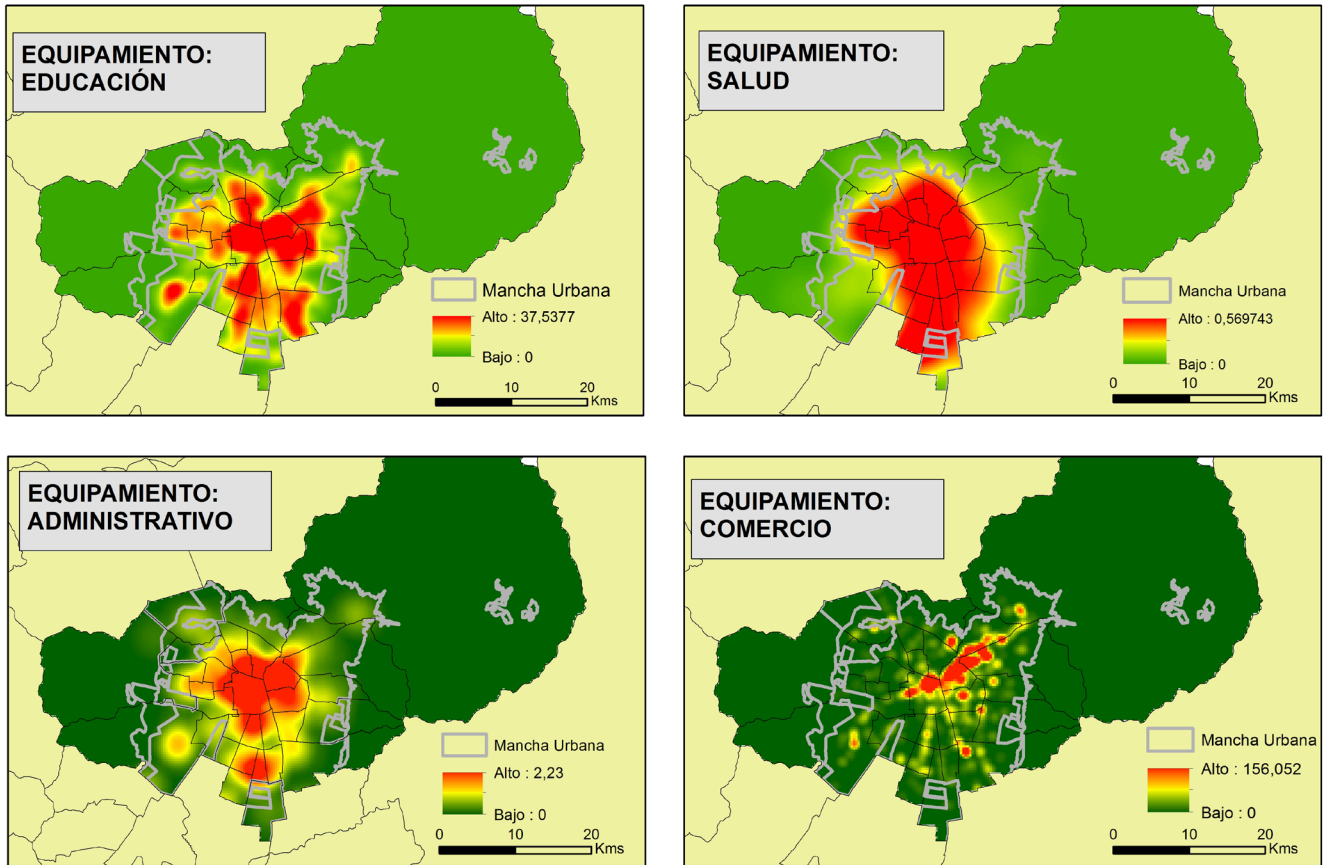 EQUIPAMIENTO:
EDUCACIÓN
Mancha Urbana
Alto : 37,5377
Bajo : 0
0 10 20
Kms
EQUIPAMIENTO:
SALUD
Mancha Urbana
Alto : 0,569743
Bajo : 0
0 10 20
Kms
EQUIPAMIENTO:
ADMINISTRATIVO
Mancha Urbana
Alto : 2,23
Bajo : 0
0 10 20
Kms
EQUIPAMIENTO:
COMERCIO
Mancha Urbana
Alto : 156,052
Bajo : 0
0 10 20
Kms